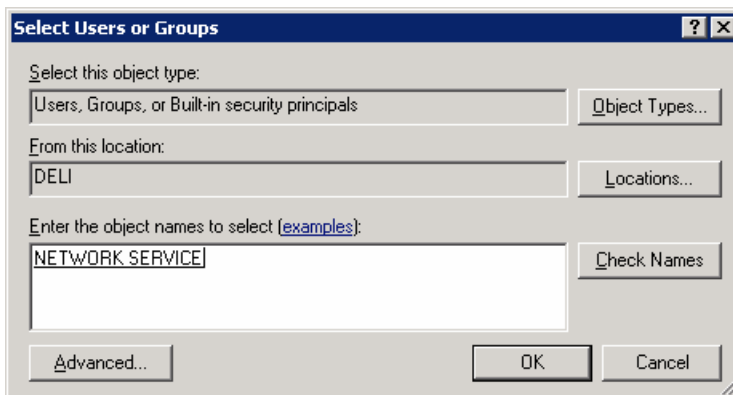 Select Users or Groups
Select this object type:
Users, Groups, or Built-in security principals
Object Types...
From this location:
DELI
Locations...
Enter the object names to select (examples):
NETWORK SERVICE
Check Names
Advanced...
OK
Cancel